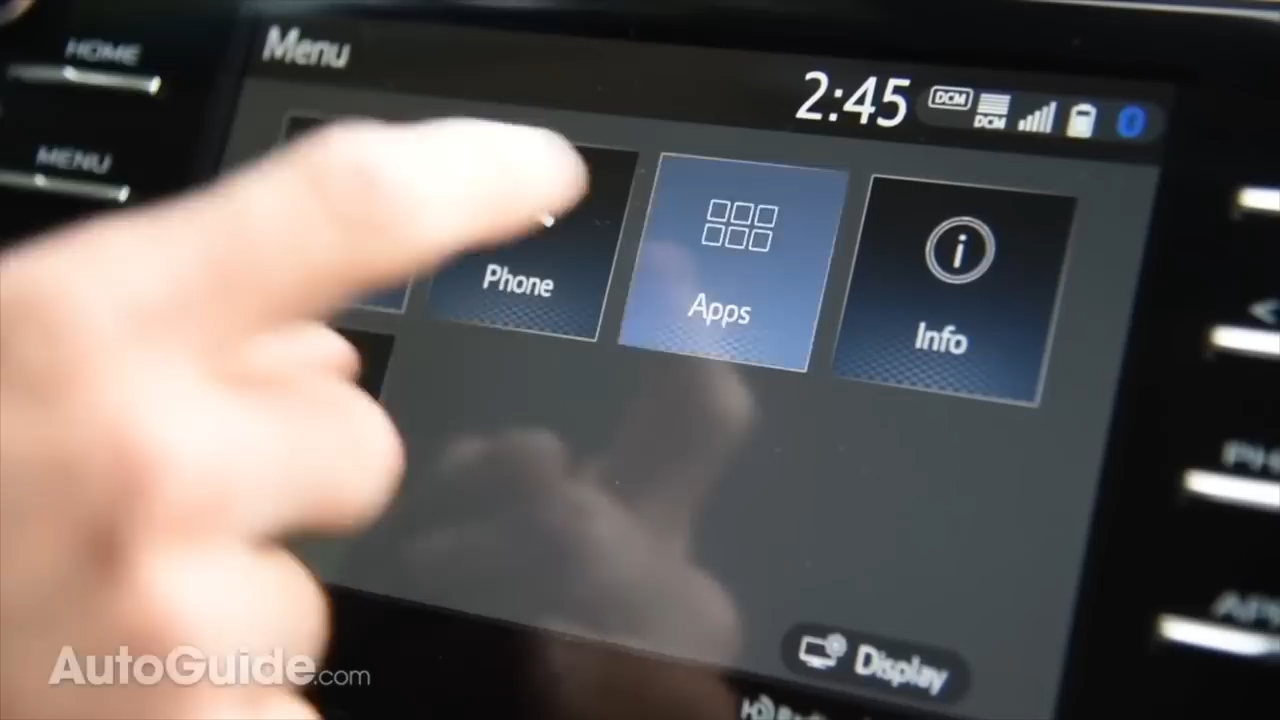 HOME
Menu
2:45
DCM
DCM
MENU
Phone
Apps
Info
Display
AutoGuide.com